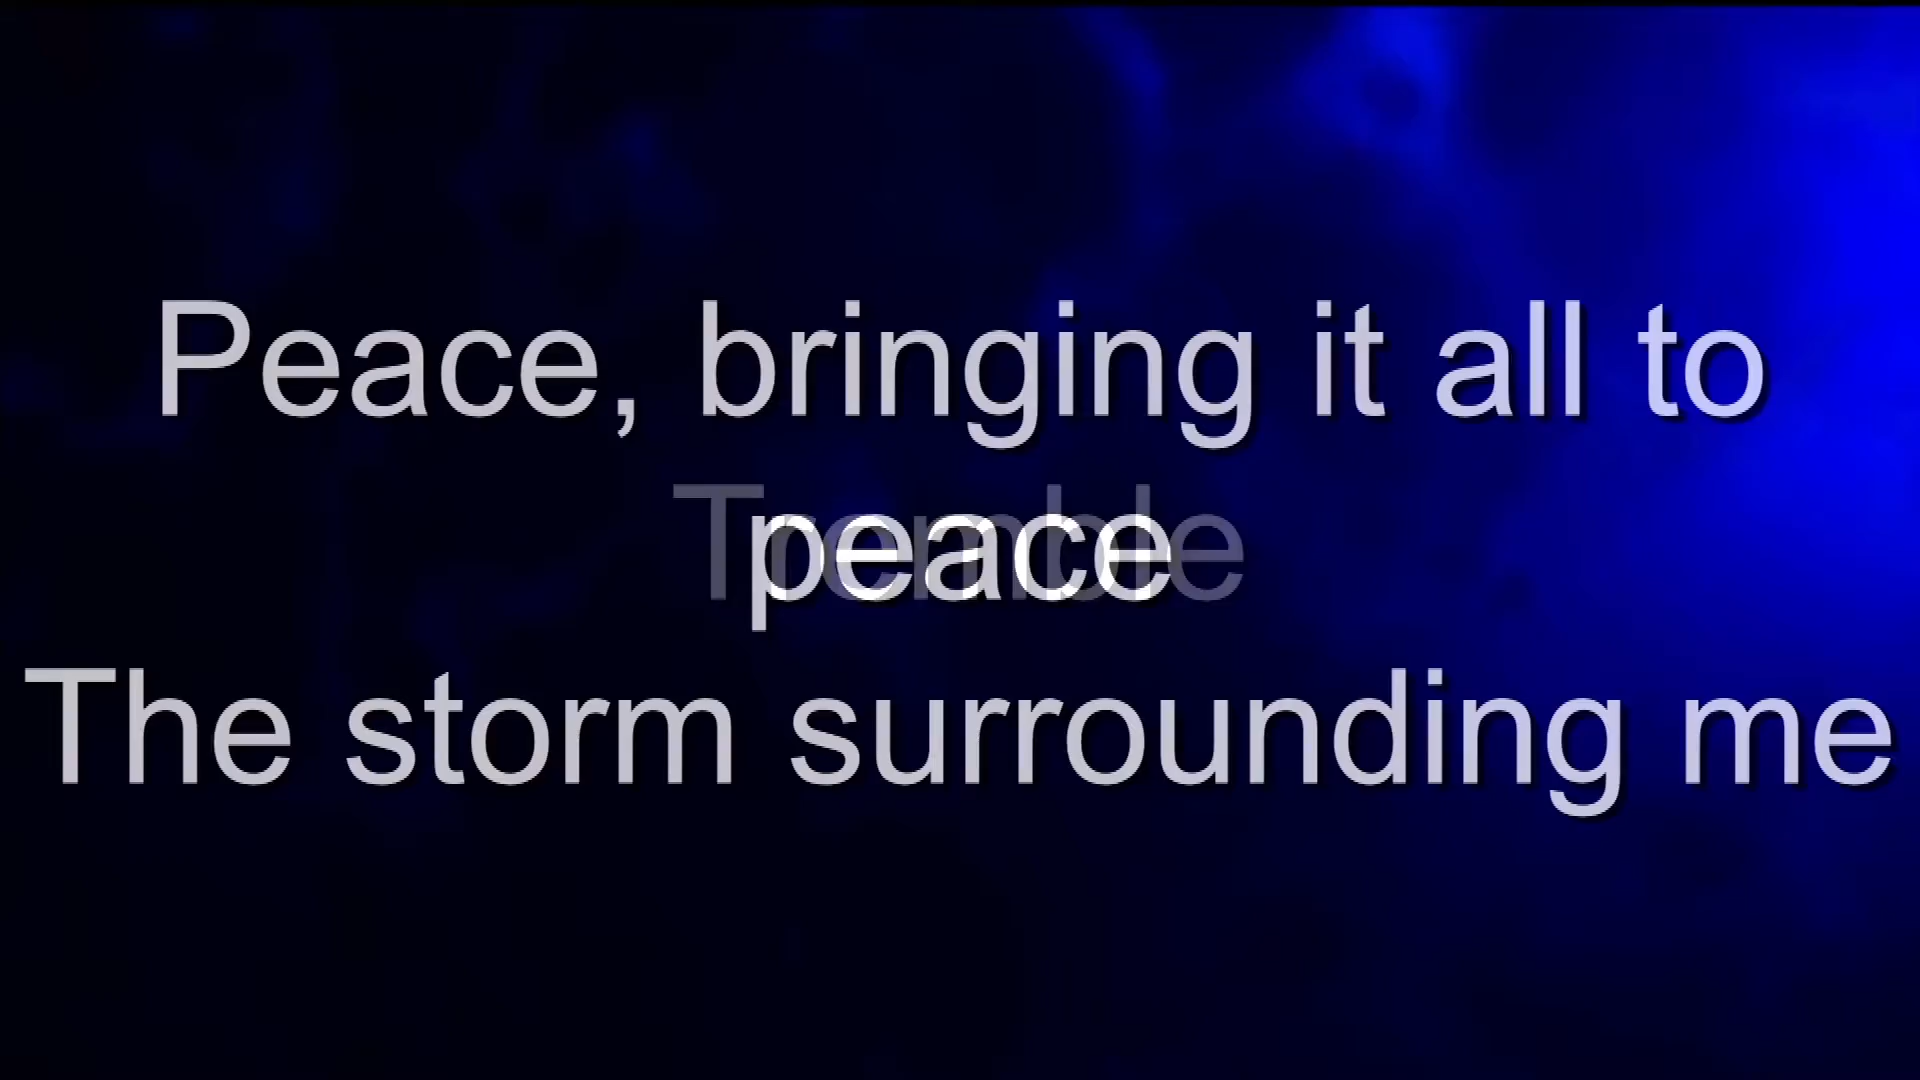 Peace, bringing it all to
Tremble
peace
The storm surrounding me